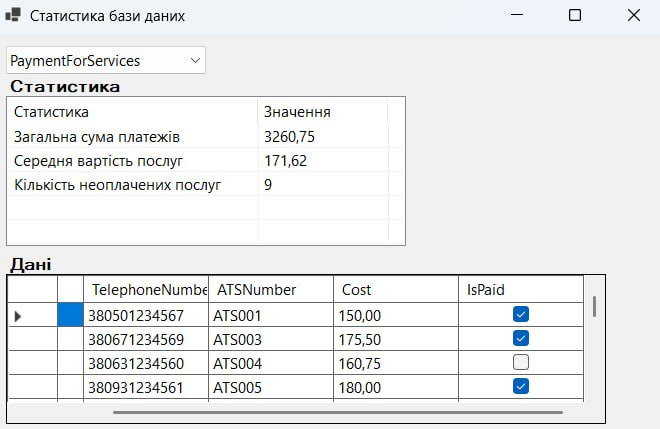 Статистика бази даних
PaymentForServices
Статистика
Статистика Значення
Загальна сума платежів 3260,75
Середня вартість послуг 171,62
Кількість неоплачених послуг 9
Дані
TelephoneNumbe ATSNumber Cost IsPaid
380501234567 ATS001 150,00
380671234569 ATS003 175,50
380631234560 ATS004 160,75
380931234561 ATS005 180,00